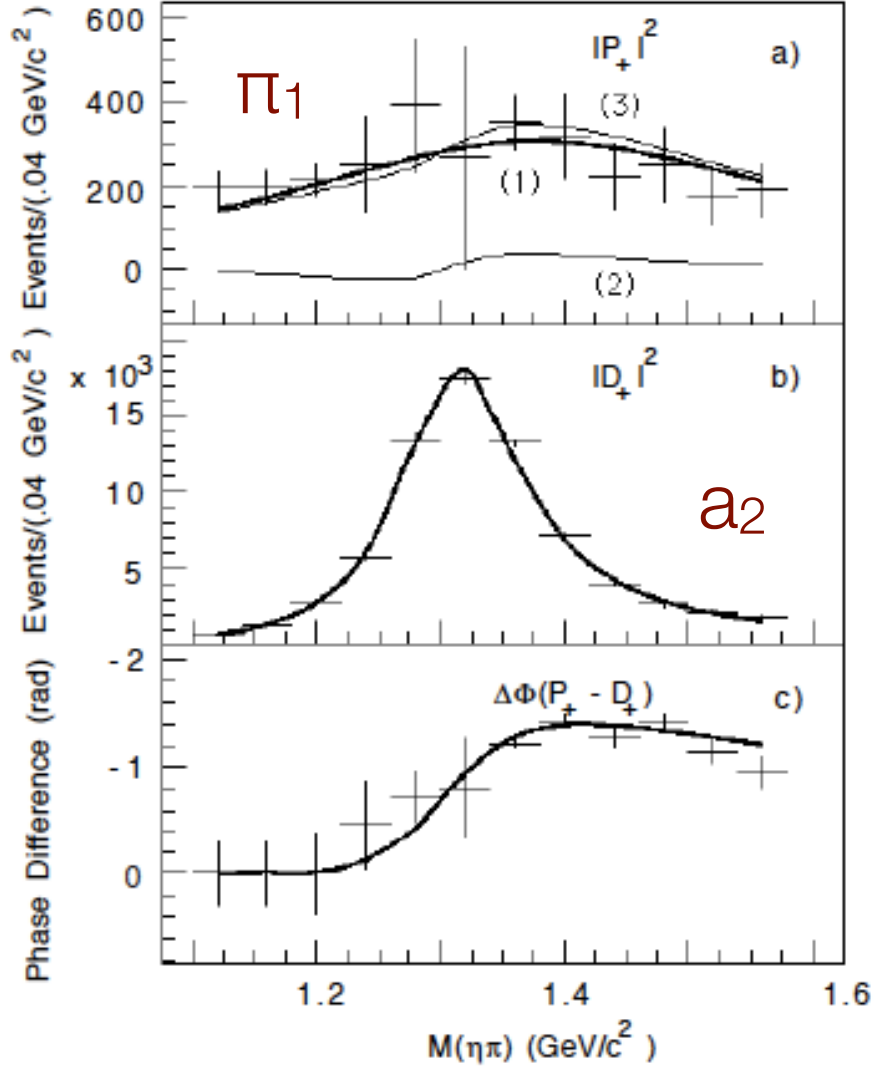 600
400
200
0
Events/(.04 GeV/c²)
|P₊|²
a)
π₁
(3)
(1)
(2)
x 10³
15
10
5
Events/(.04 GeV/c²)
|D₊|²
b)
a₂
-2
-1
0
Phase Difference (rad)
ΔΦ(P₊ - D₊)
c)
1.2
1.4
1.6
M(ηπ) (GeV/c²)